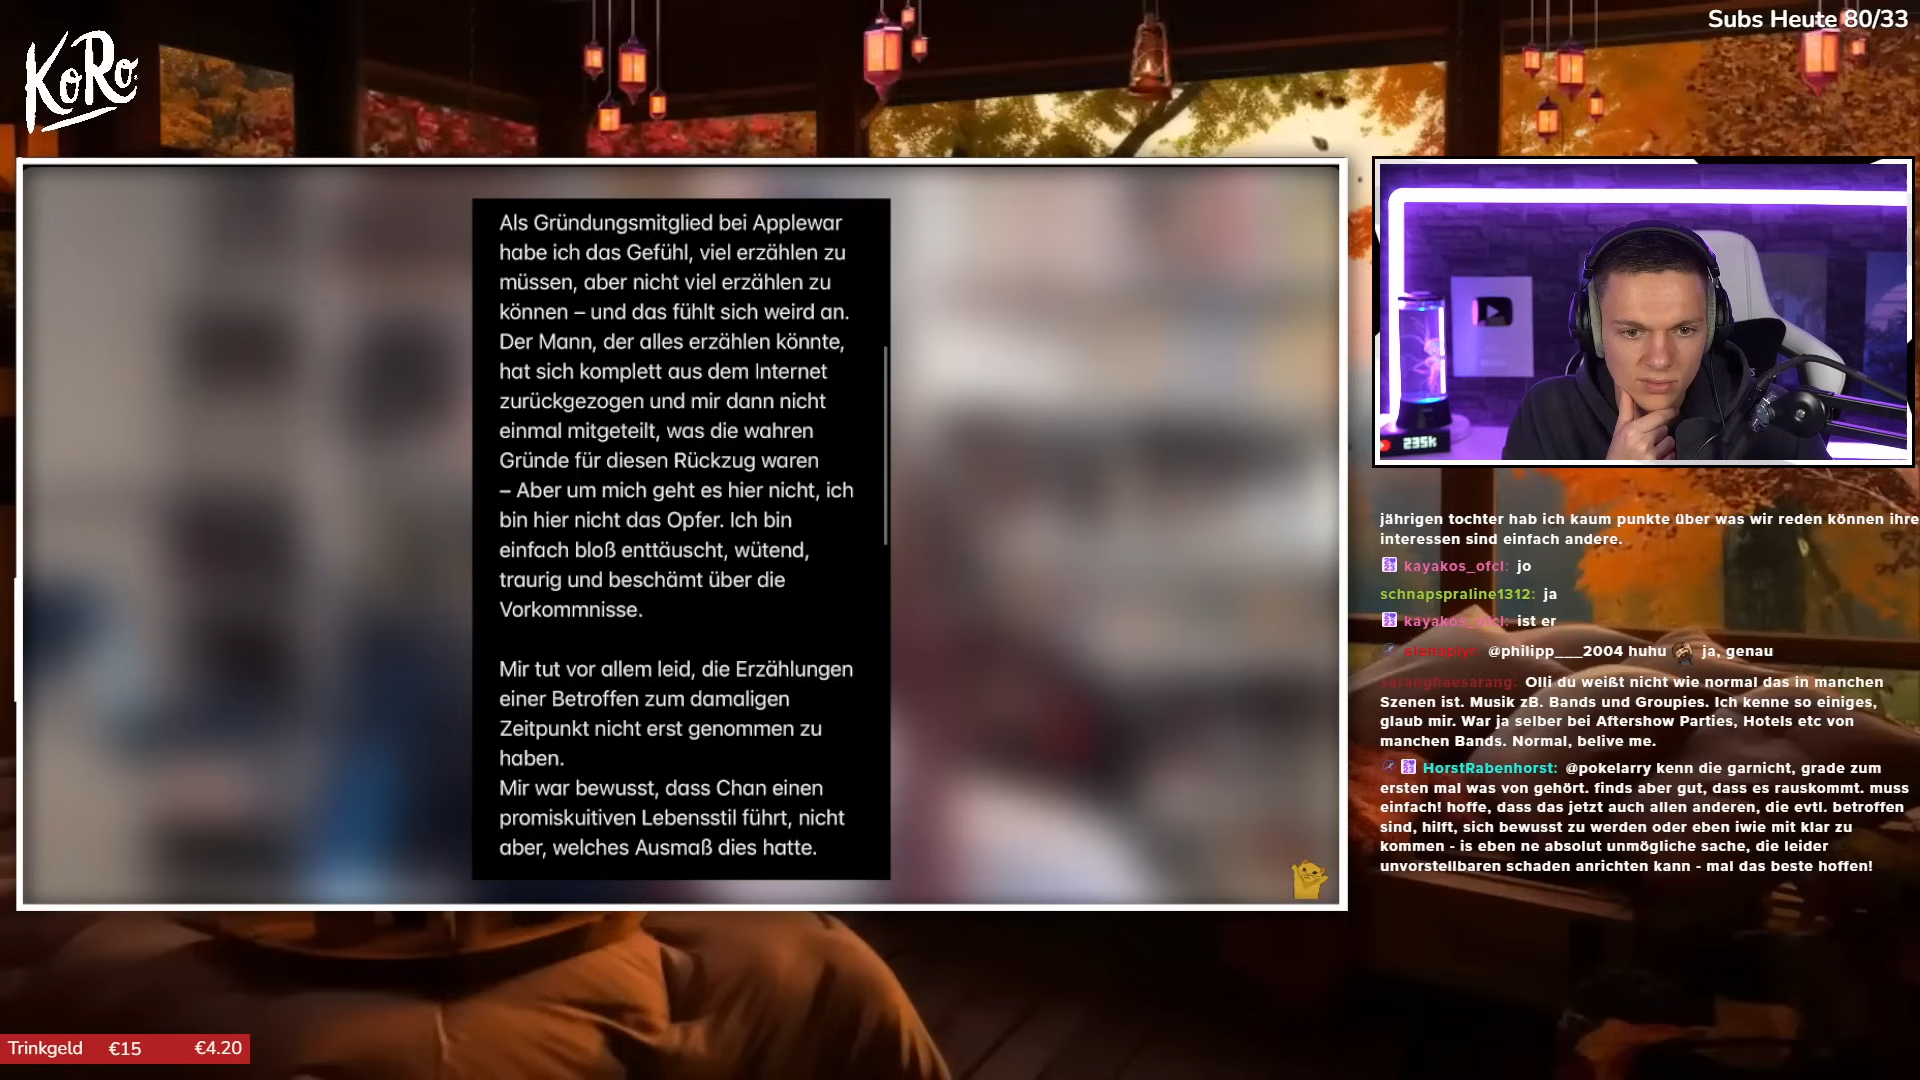 Subs Heute 80/33
KoRo
Als Gründungsmitglied bei Applewar
habe ich das Gefühl, viel erzählen zu
müssen, aber nicht viel erzählen zu
können – und das fühlt sich weird an.
Der Mann, der alles erzählen könnte,
hat sich komplett aus dem Internet
zurückgezogen und mir dann nicht
einmal mitgeteilt, was die wahren
Gründe für diesen Rückzug waren
– Aber um mich geht es hier nicht, ich
bin hier nicht das Opfer. Ich bin
einfach bloß enttäuscht, wütend,
traurig und beschämt über die
Vorkommnisse.
Mir tut vor allem leid, die Erzählungen
einer Betroffen zum damaligen
Zeitpunkt nicht erst genommen zu
haben.
Mir war bewusst, dass Chan einen
promiskuitiven Lebensstil führt, nicht
aber, welches Ausmaß dies hatte.
235k
jährigen tochter hab ich kaum punkte über was wir reden können ihre
interessen sind einfach andere.
kayakos_ofcl: jo
schnapspraline1312: ja
kayakos_ofcl: ist er
@philipp___2004 huhu ja, genau
Olli du weißt nicht wie normal das in manchen
Szenen ist. Musik zB. Bands und Groupies. Ich kenne so einiges,
glaub mir. War ja selber bei Aftershow Parties, Hotels etc von
manchen Bands. Normal, belive me.
HorstRabenhorst: @pokelarry kenn die garnicht, grade zum
ersten mal was von gehört. finds aber gut, dass es rauskommt. muss
einfach! hoffe, dass das jetzt auch allen anderen, die evtl. betroffen
sind, hilft, sich bewusst zu werden oder eben iwie mit klar zu
kommen - is eben ne absolut unmögliche sache, die leider
unvorstellbaren schaden anrichten kann - mal das beste hoffen!
Trinkgeld €15 €4.20